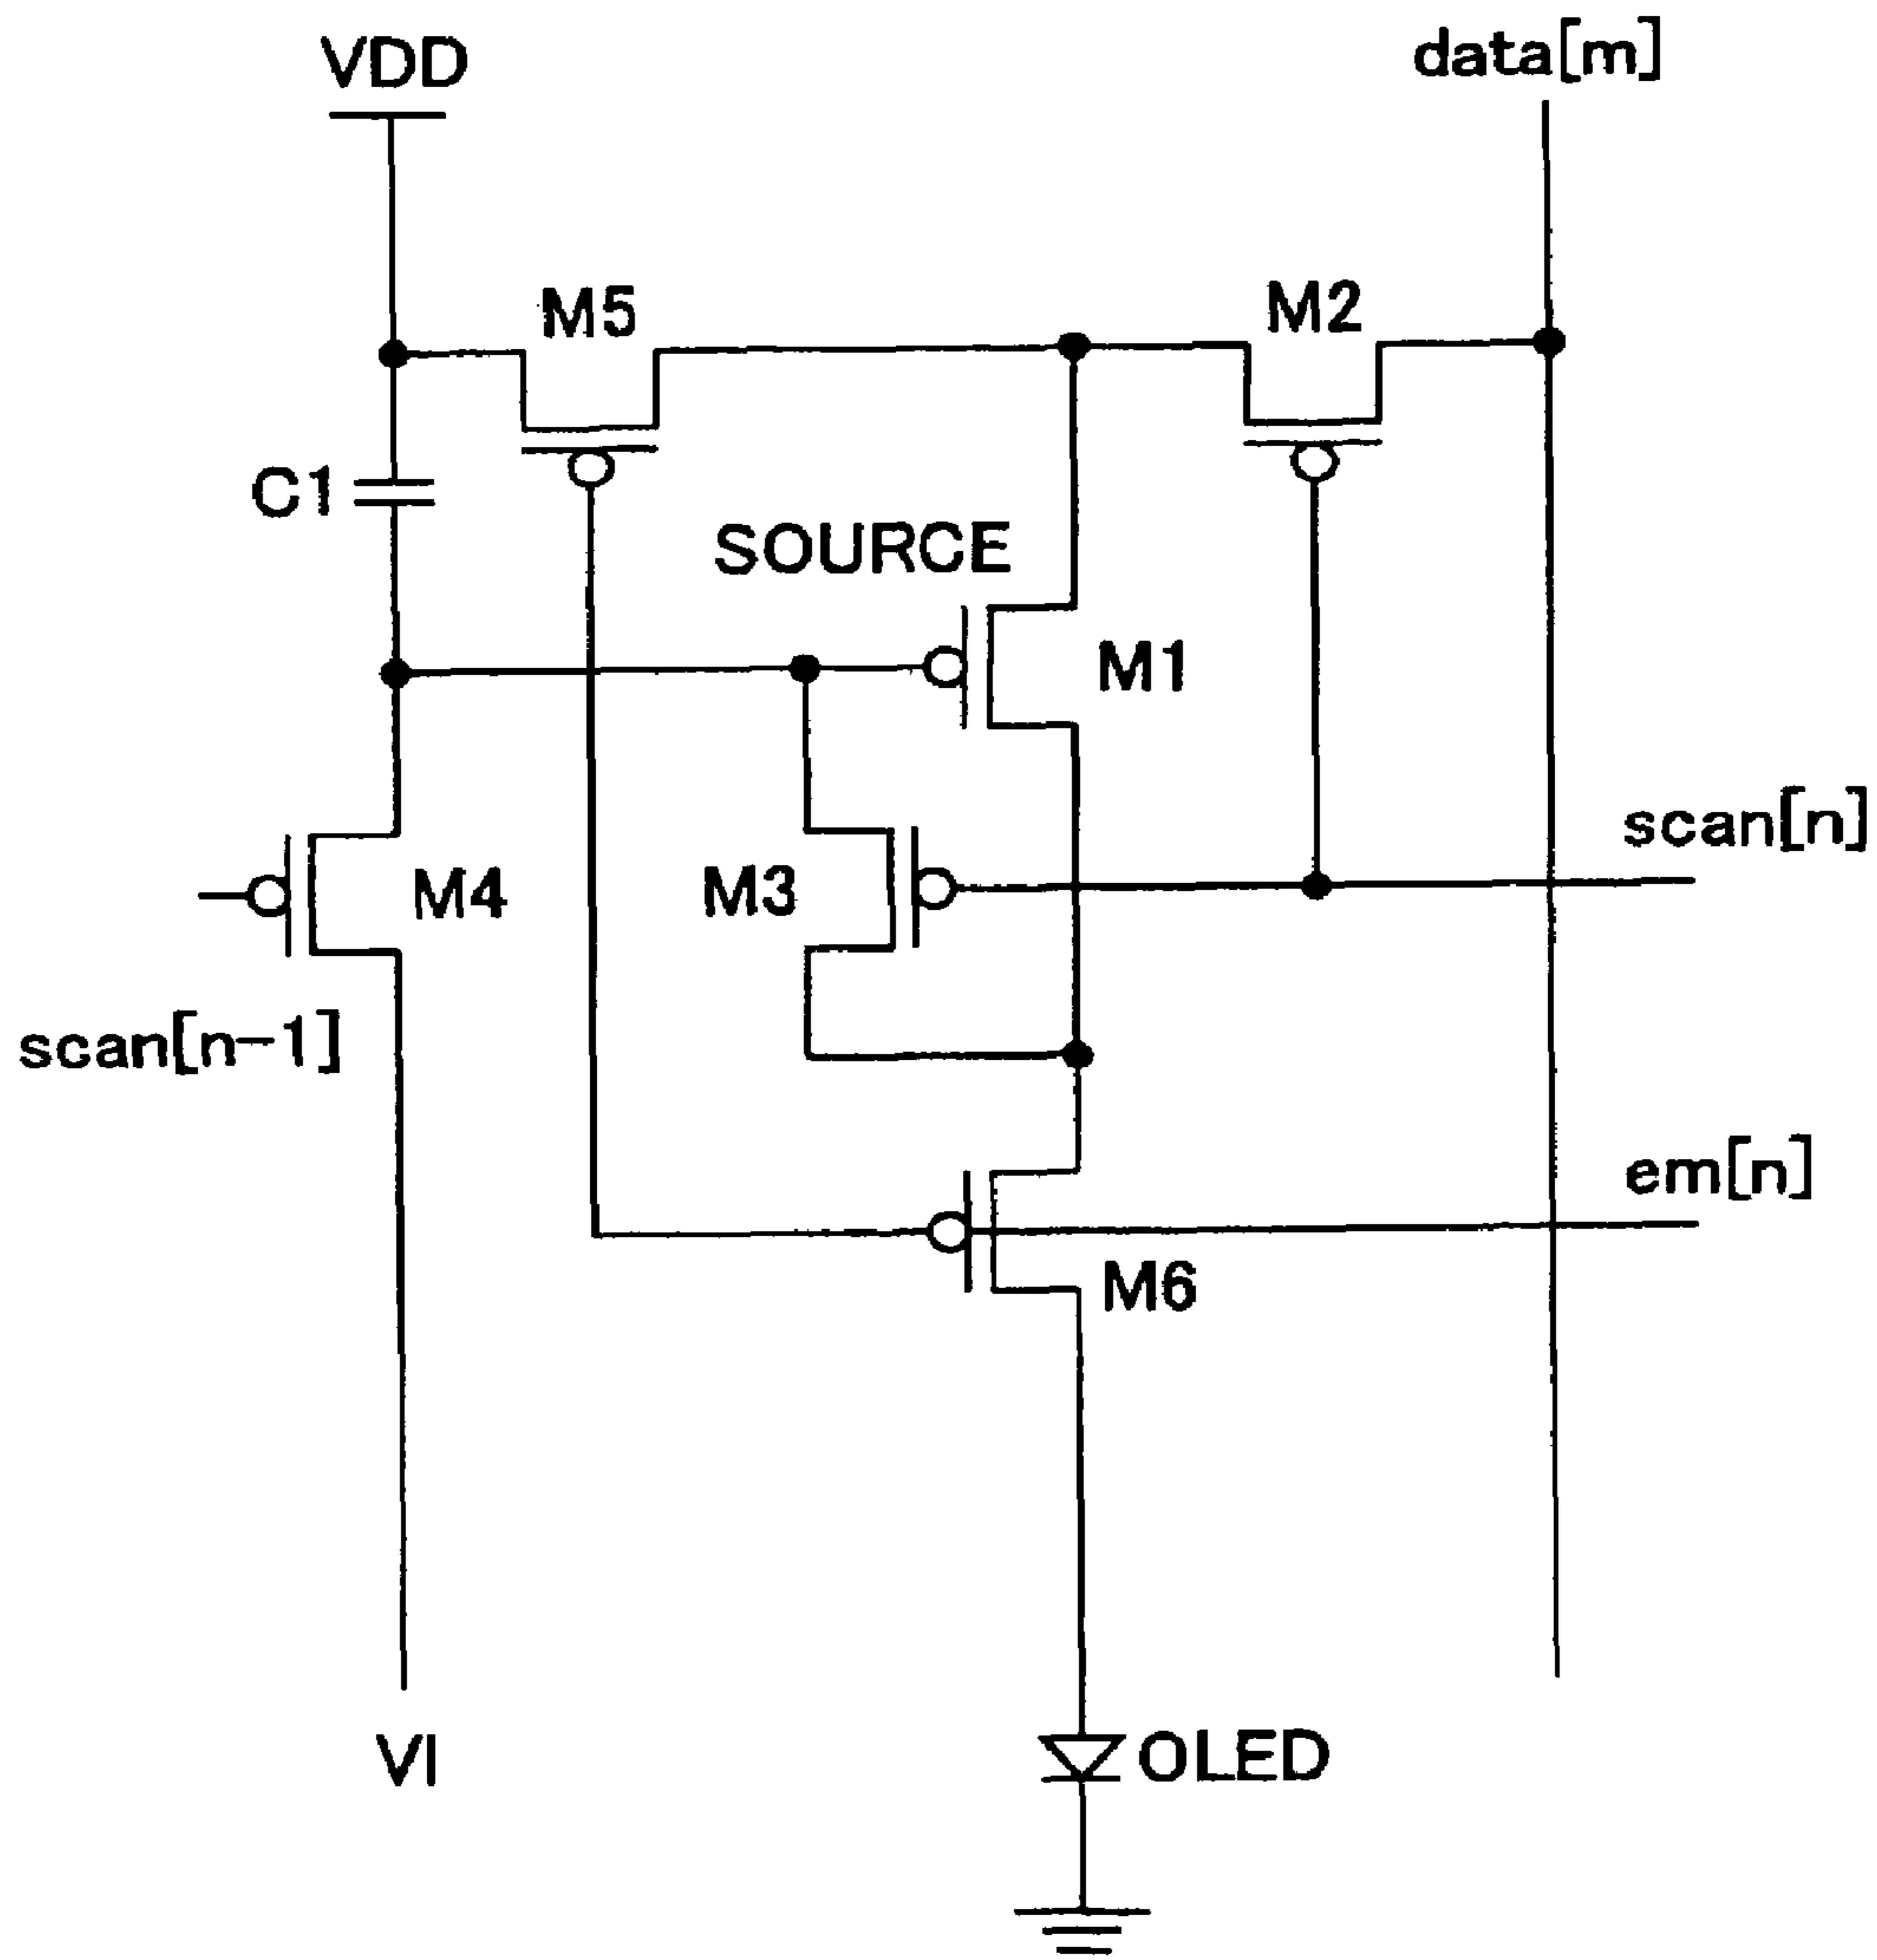 VDD
data[m]
M5
M2
C1
SOURCE
M1
scan[n]
M4
M3
scan[n-1]
em[n]
M6
VI
OLED